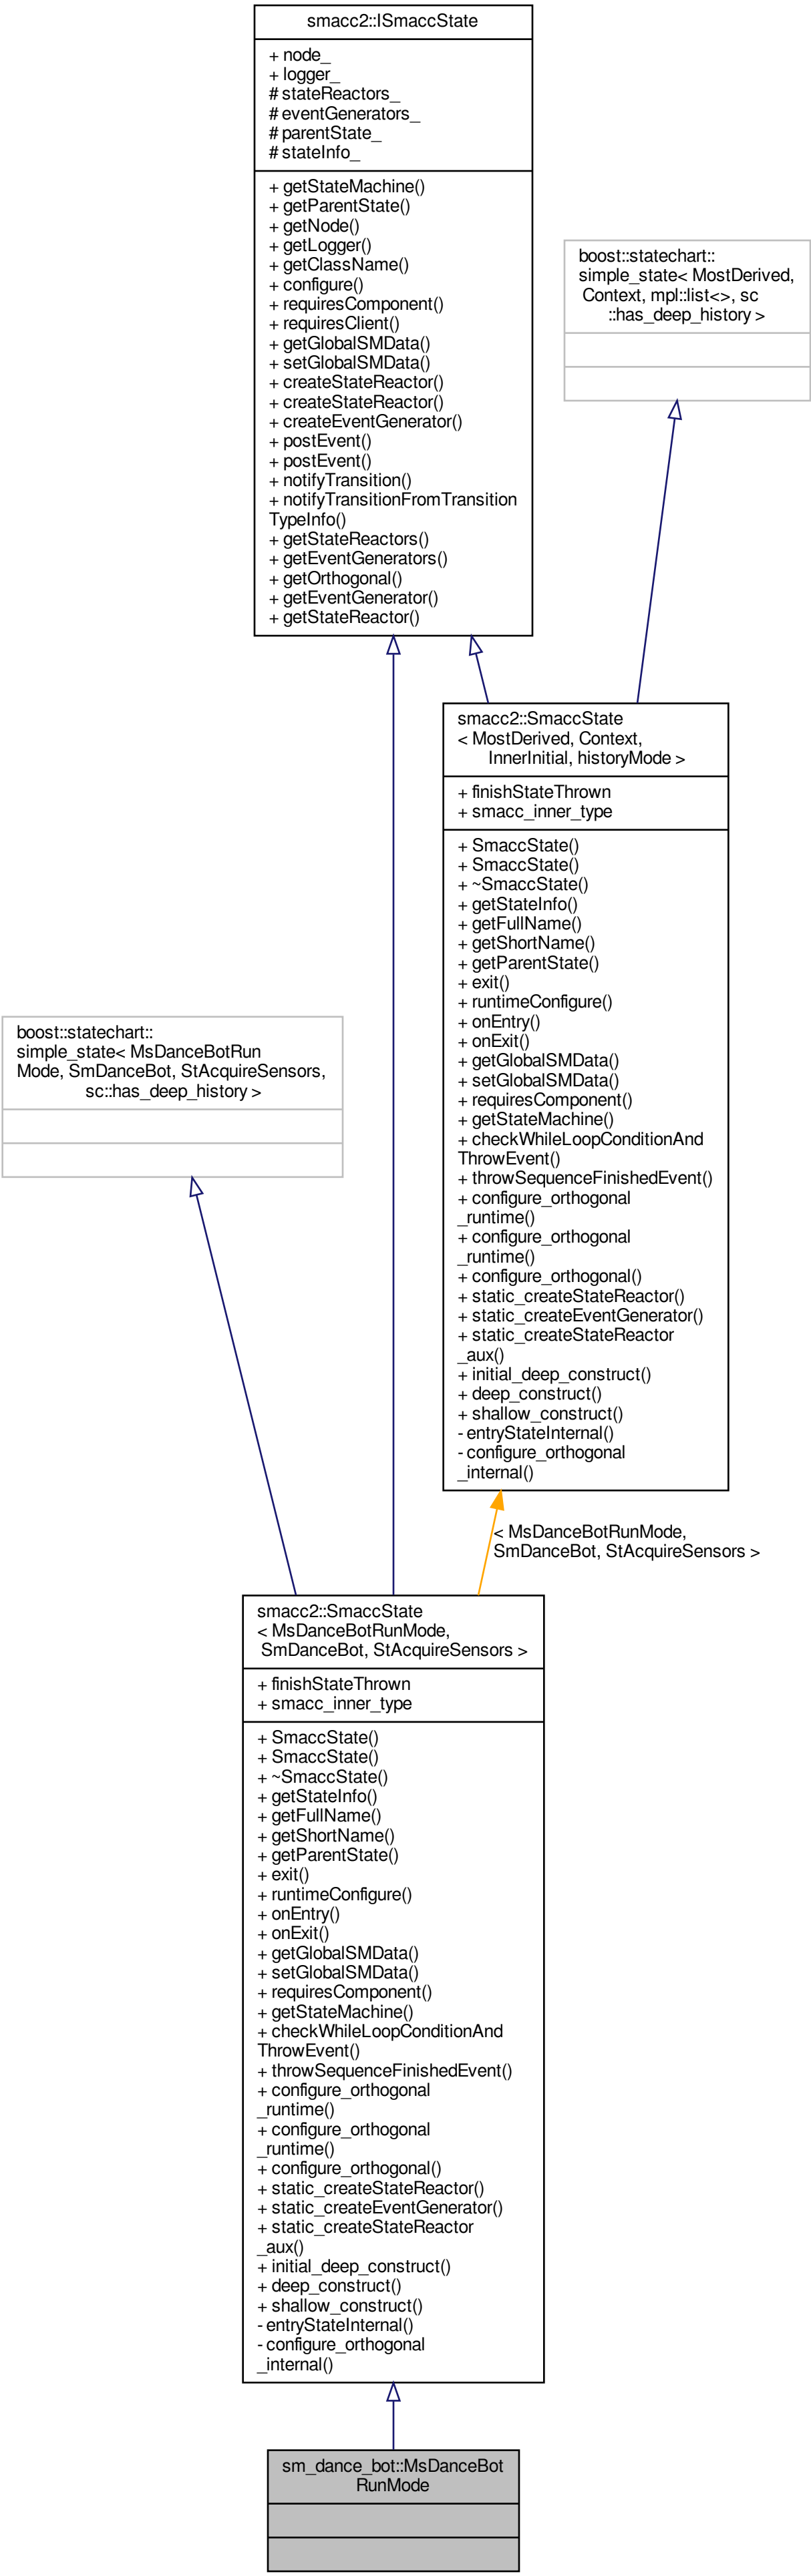 smacc2::ISmaccState
+ node_
+ logger_
# stateReactors_
# eventGenerators_
# parentState_
# stateInfo_
+ getStateMachine()
+ getParentState()
+ getNode()
+ getLogger()
+ getClassName()
+ configure()
+ requiresComponent()
+ requiresClient()
+ getGlobalSMData()
+ setGlobalSMData()
+ createStateReactor()
+ createStateReactor()
+ createEventGenerator()
+ postEvent()
+ postEvent()
+ notifyTransition()
+ notifyTransitionFromTransition
TypeInfo()
+ getStateReactors()
+ getEventGenerators()
+ getOrthogonal()
+ getEventGenerator()
+ getStateReactor()
boost::statechart::
simple_state< MostDerived,
Context, mpl::list<>, sc
::has_deep_history >
smacc2::SmaccState
< MostDerived, Context,
InnerInitial, historyMode >
+ finishStateThrown
+ smacc_inner_type
+ SmaccState()
+ SmaccState()
+ ~SmaccState()
+ getStateInfo()
+ getFullName()
+ getShortName()
+ getParentState()
+ exit()
+ runtimeConfigure()
+ onEntry()
+ onExit()
+ getGlobalSMData()
+ setGlobalSMData()
+ requiresComponent()
+ getStateMachine()
+ checkWhileLoopConditionAnd
ThrowEvent()
+ throwSequenceFinishedEvent()
+ configure_orthogonal
_runtime()
+ configure_orthogonal
_runtime()
+ configure_orthogonal()
+ static_createStateReactor()
+ static_createEventGenerator()
+ static_createStateReactor
_aux()
+ initial_deep_construct()
+ deep_construct()
+ shallow_construct()
- entryStateInternal()
- configure_orthogonal
_internal()
boost::statechart::
simple_state< MsDanceBotRun
Mode, SmDanceBot, StAcquireSensors,
sc::has_deep_history >
< MsDanceBotRunMode,
SmDanceBot, StAcquireSensors >
smacc2::SmaccState
< MsDanceBotRunMode,
SmDanceBot, StAcquireSensors >
+ finishStateThrown
+ smacc_inner_type
+ SmaccState()
+ SmaccState()
+ ~SmaccState()
+ getStateInfo()
+ getFullName()
+ getShortName()
+ getParentState()
+ exit()
+ runtimeConfigure()
+ onEntry()
+ onExit()
+ getGlobalSMData()
+ setGlobalSMData()
+ requiresComponent()
+ getStateMachine()
+ checkWhileLoopConditionAnd
ThrowEvent()
+ throwSequenceFinishedEvent()
+ configure_orthogonal
_runtime()
+ configure_orthogonal
_runtime()
+ configure_orthogonal()
+ static_createStateReactor()
+ static_createEventGenerator()
+ static_createStateReactor
_aux()
+ initial_deep_construct()
+ deep_construct()
+ shallow_construct()
- entryStateInternal()
- configure_orthogonal
_internal()
sm_dance_bot::MsDanceBot
RunMode